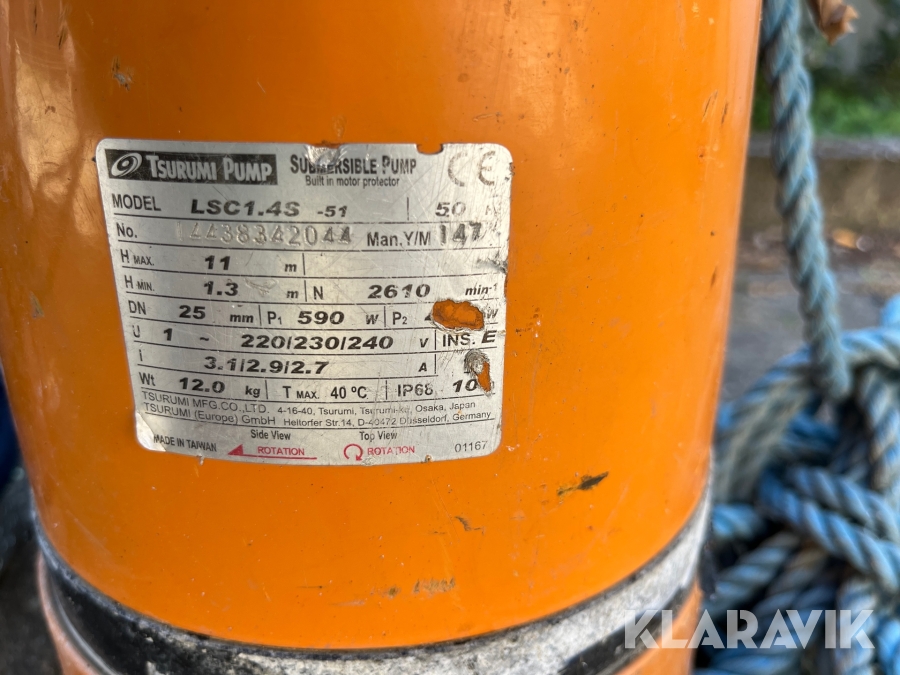 TSURUMI PUMP SUBMERSIBLE PUMP CE
Built in motor protector
MODEL LSC1.4S -51 50
No. 14438342044 Man.Y/M 147
H MAX. 11 m
H MIN. 1.3 m N 2610 min-1
DN 25 mm P1 590 W P2 W
U 1 ~ 220/230/240 V INS. E
I 3.1/2.9/2.7 A
Wt 12.0 kg T MAX. 40 °C IP68 10
TSURUMI MFG.CO.,LTD. 4-16-40, Tsurumi, Tsurumi-ku, Osaka, Japan
TSURUMI (Europe) GmbH Heltorfer Str.14, D-40472 Düsseldorf, Germany
MADE IN TAIWAN Side View ROTATION Top View ROTATION 01167
KLARAVIK